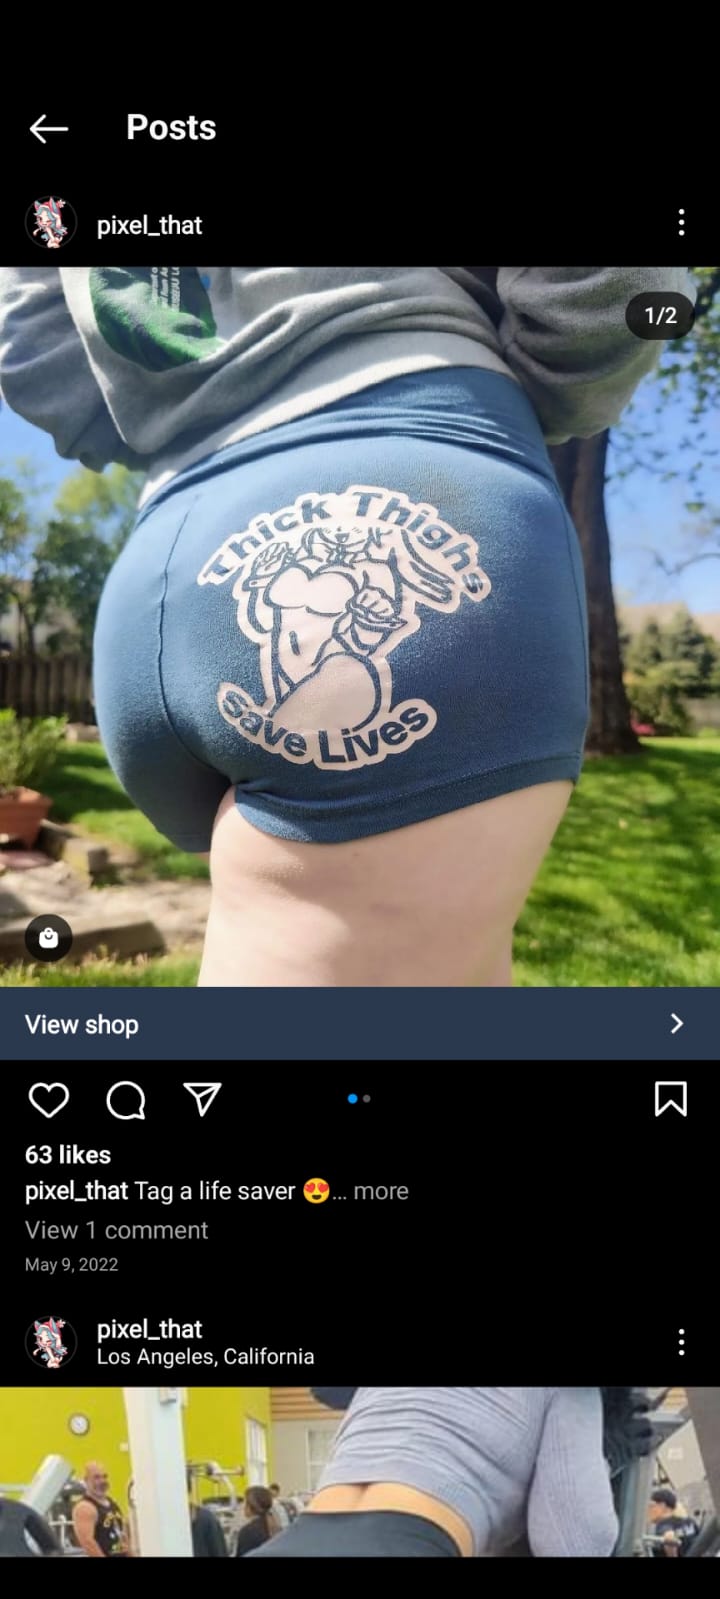 Posts
pixel_that
1/2
Thick Thighs
Save Lives
View shop
63 likes
pixel_that Tag a life saver 😍... more
View 1 comment
May 9, 2022
pixel_that
Los Angeles, California